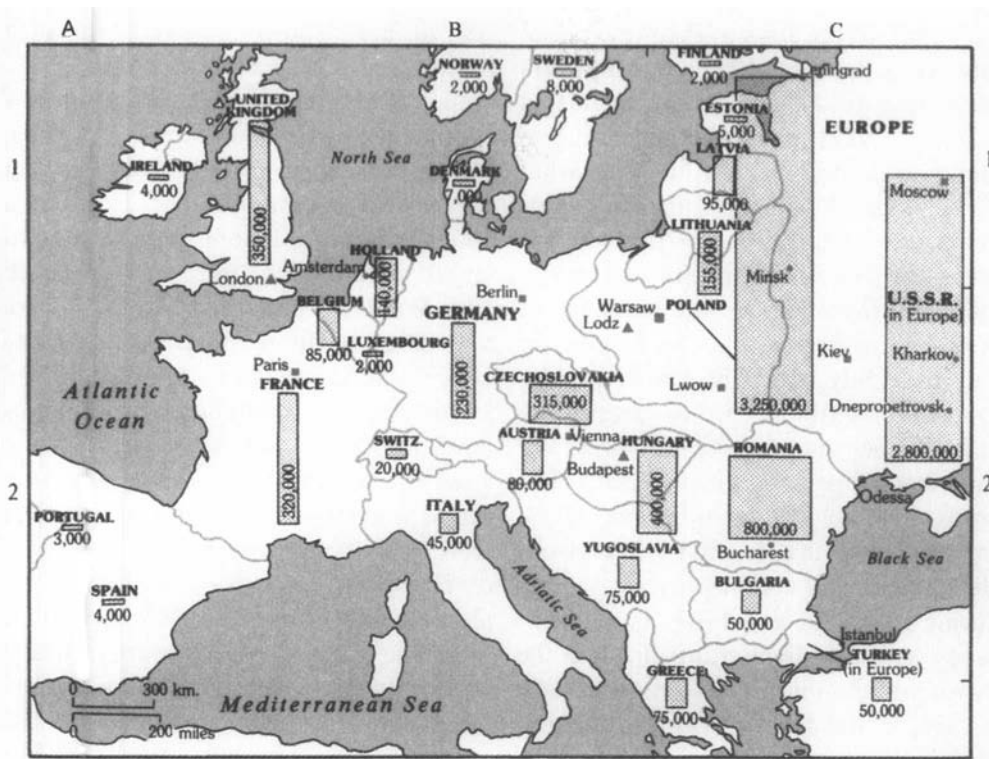 A
B
C
NORWAY
2,000
SWEDEN
8,000
FINLAND
2,000
UNITED
KINGDOM
350,000
ESTONIA
5,000
EUROPE
North Sea
LATVIA
95,000
1
IRELAND
4,000
DENMARK
7,000
Moscow
LITHUANIA
155,000
HOLLAND
140,000
Amsterdam
London
Minsk
Berlin
Warsaw
Lodz
POLAND
3,250,000
U.S.S.R.
(in Europe)
2,800,000
BELGIUM
85,000
GERMANY
230,000
LUXEMBOURG
2,000
Paris
FRANCE
320,000
Kiev
Kharkov
CZECHOSLOVAKIA
315,000
Lwow
Dnepropetrovsk
Atlantic
Ocean
SWITZ.
20,000
AUSTRIA
80,000
Vienna
Budapest
HUNGARY
400,000
ROMANIA
800,000
Bucharest
2
2
Odessa
PORTUGAL
3,000
ITALY
45,000
YUGOSLAVIA
75,000
Black Sea
SPAIN
4,000
Adriatic Sea
BULGARIA
50,000
Istanbul
TURKEY
(in Europe)
50,000
GREECE
75,000
0 300 km.
0 200 miles
Mediterranean Sea